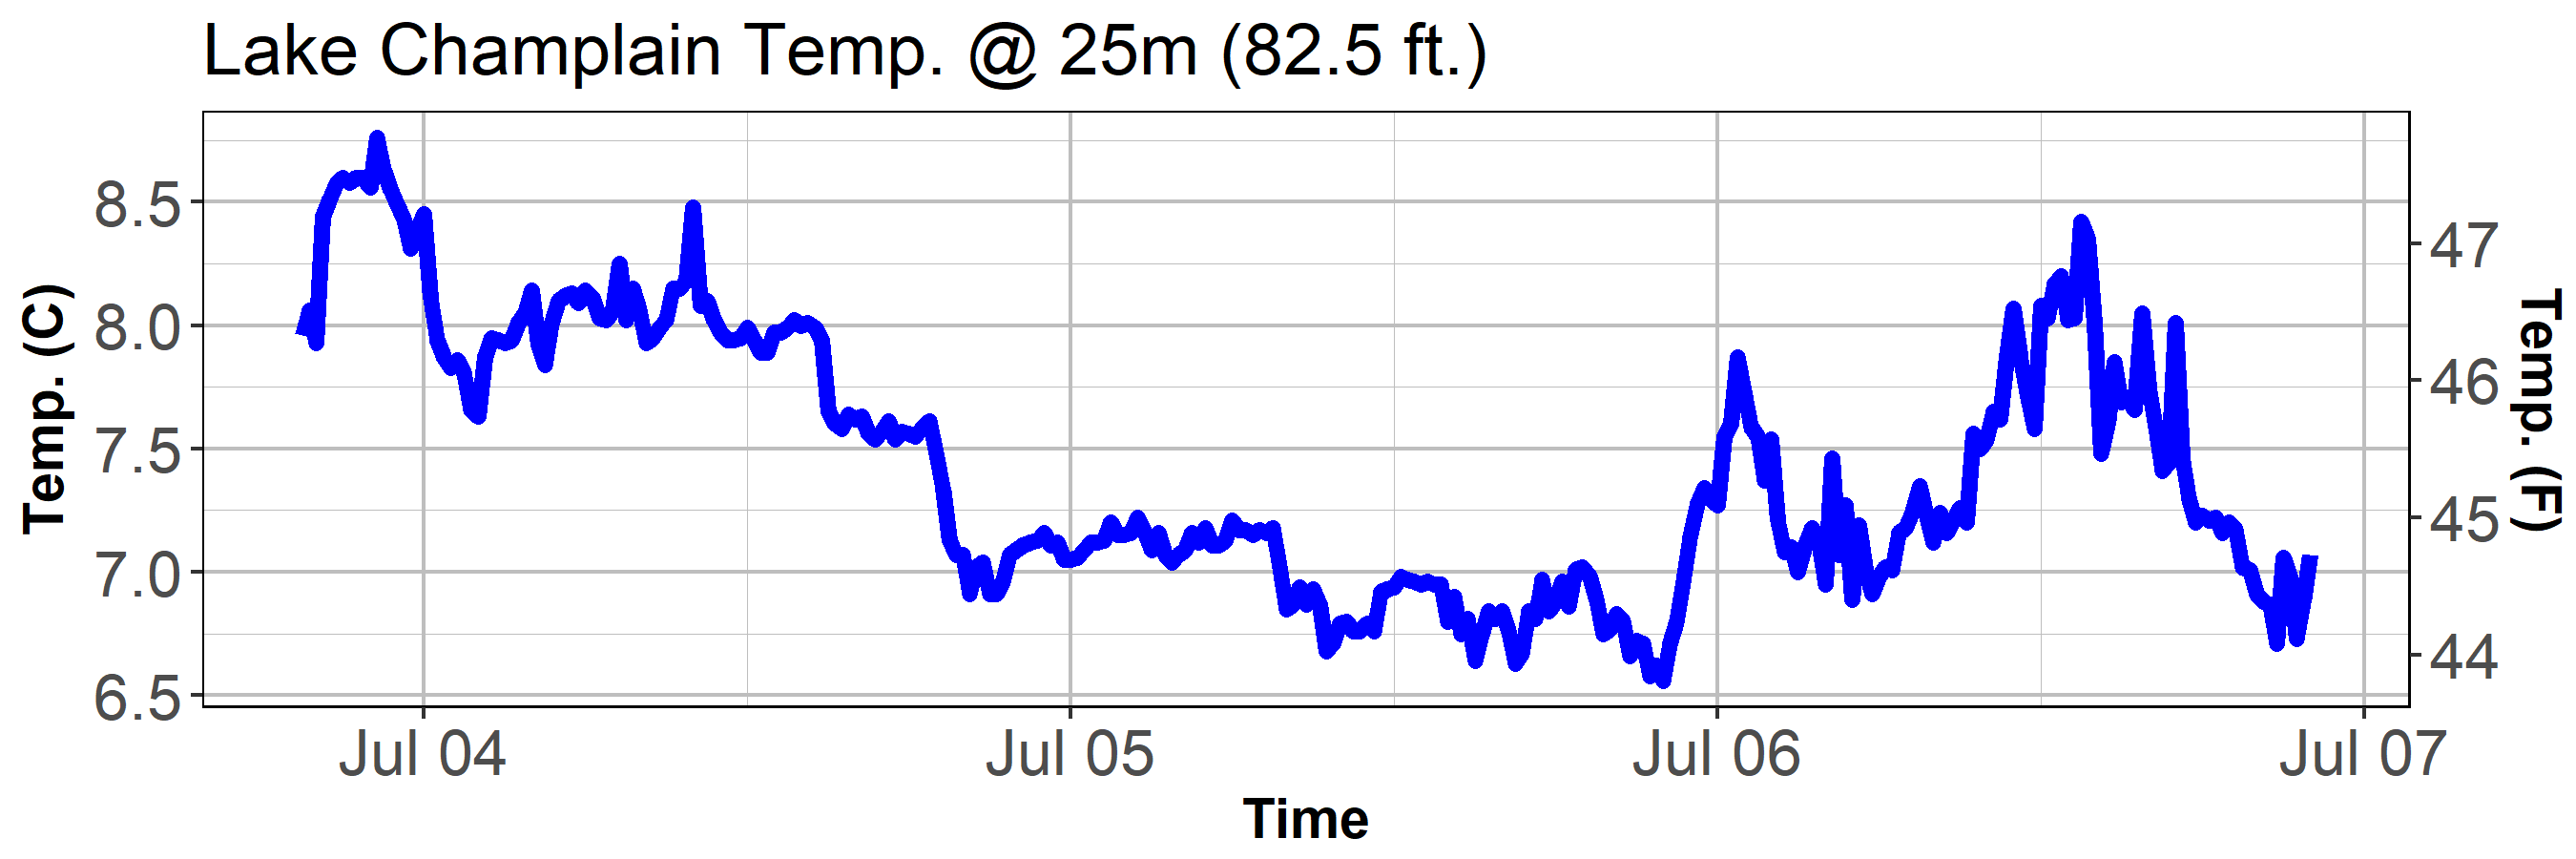 Lake Champlain Temp. @ 25m (82.5 ft.)
Temp. (C)
8.5
8.0
7.5
7.0
6.5
47
46
45
44
Temp. (F)
Jul 04 Jul 05 Jul 06 Jul 07
Time